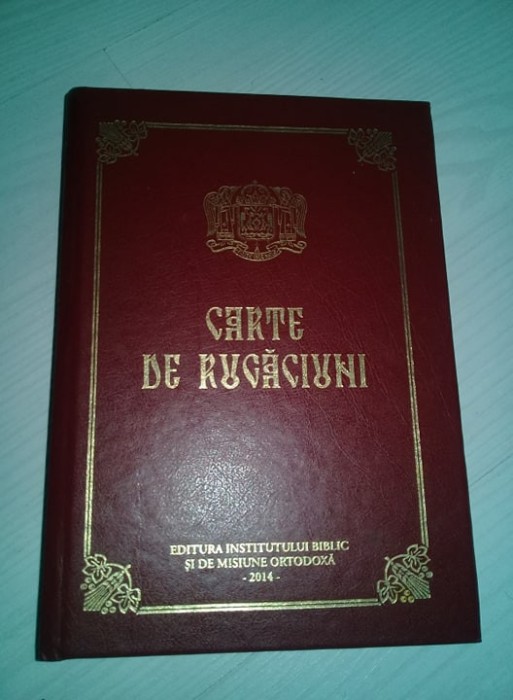 CARTE
DE RUGĂCIUNI
EDITURA INSTITUTULUI BIBLIC
ȘI DE MISIUNE ORTODOXĂ
- 2014 -